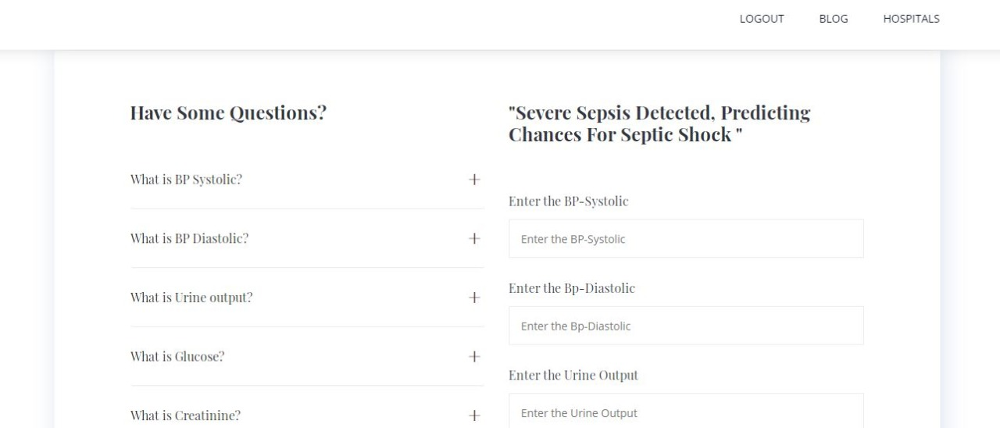 LOGOUT BLOG HOSPITALS
Have Some Questions?
What is BP Systolic?
What is BP Diastolic?
What is Urine output?
What is Glucose?
What is Creatinine?
"Severe Sepsis Detected, Predicting
Chances For Septic Shock "
Enter the BP-Systolic
Enter the BP-Systolic
Enter the Bp-Diastolic
Enter the Bp-Diastolic
Enter the Urine Output
Enter the Urine Output